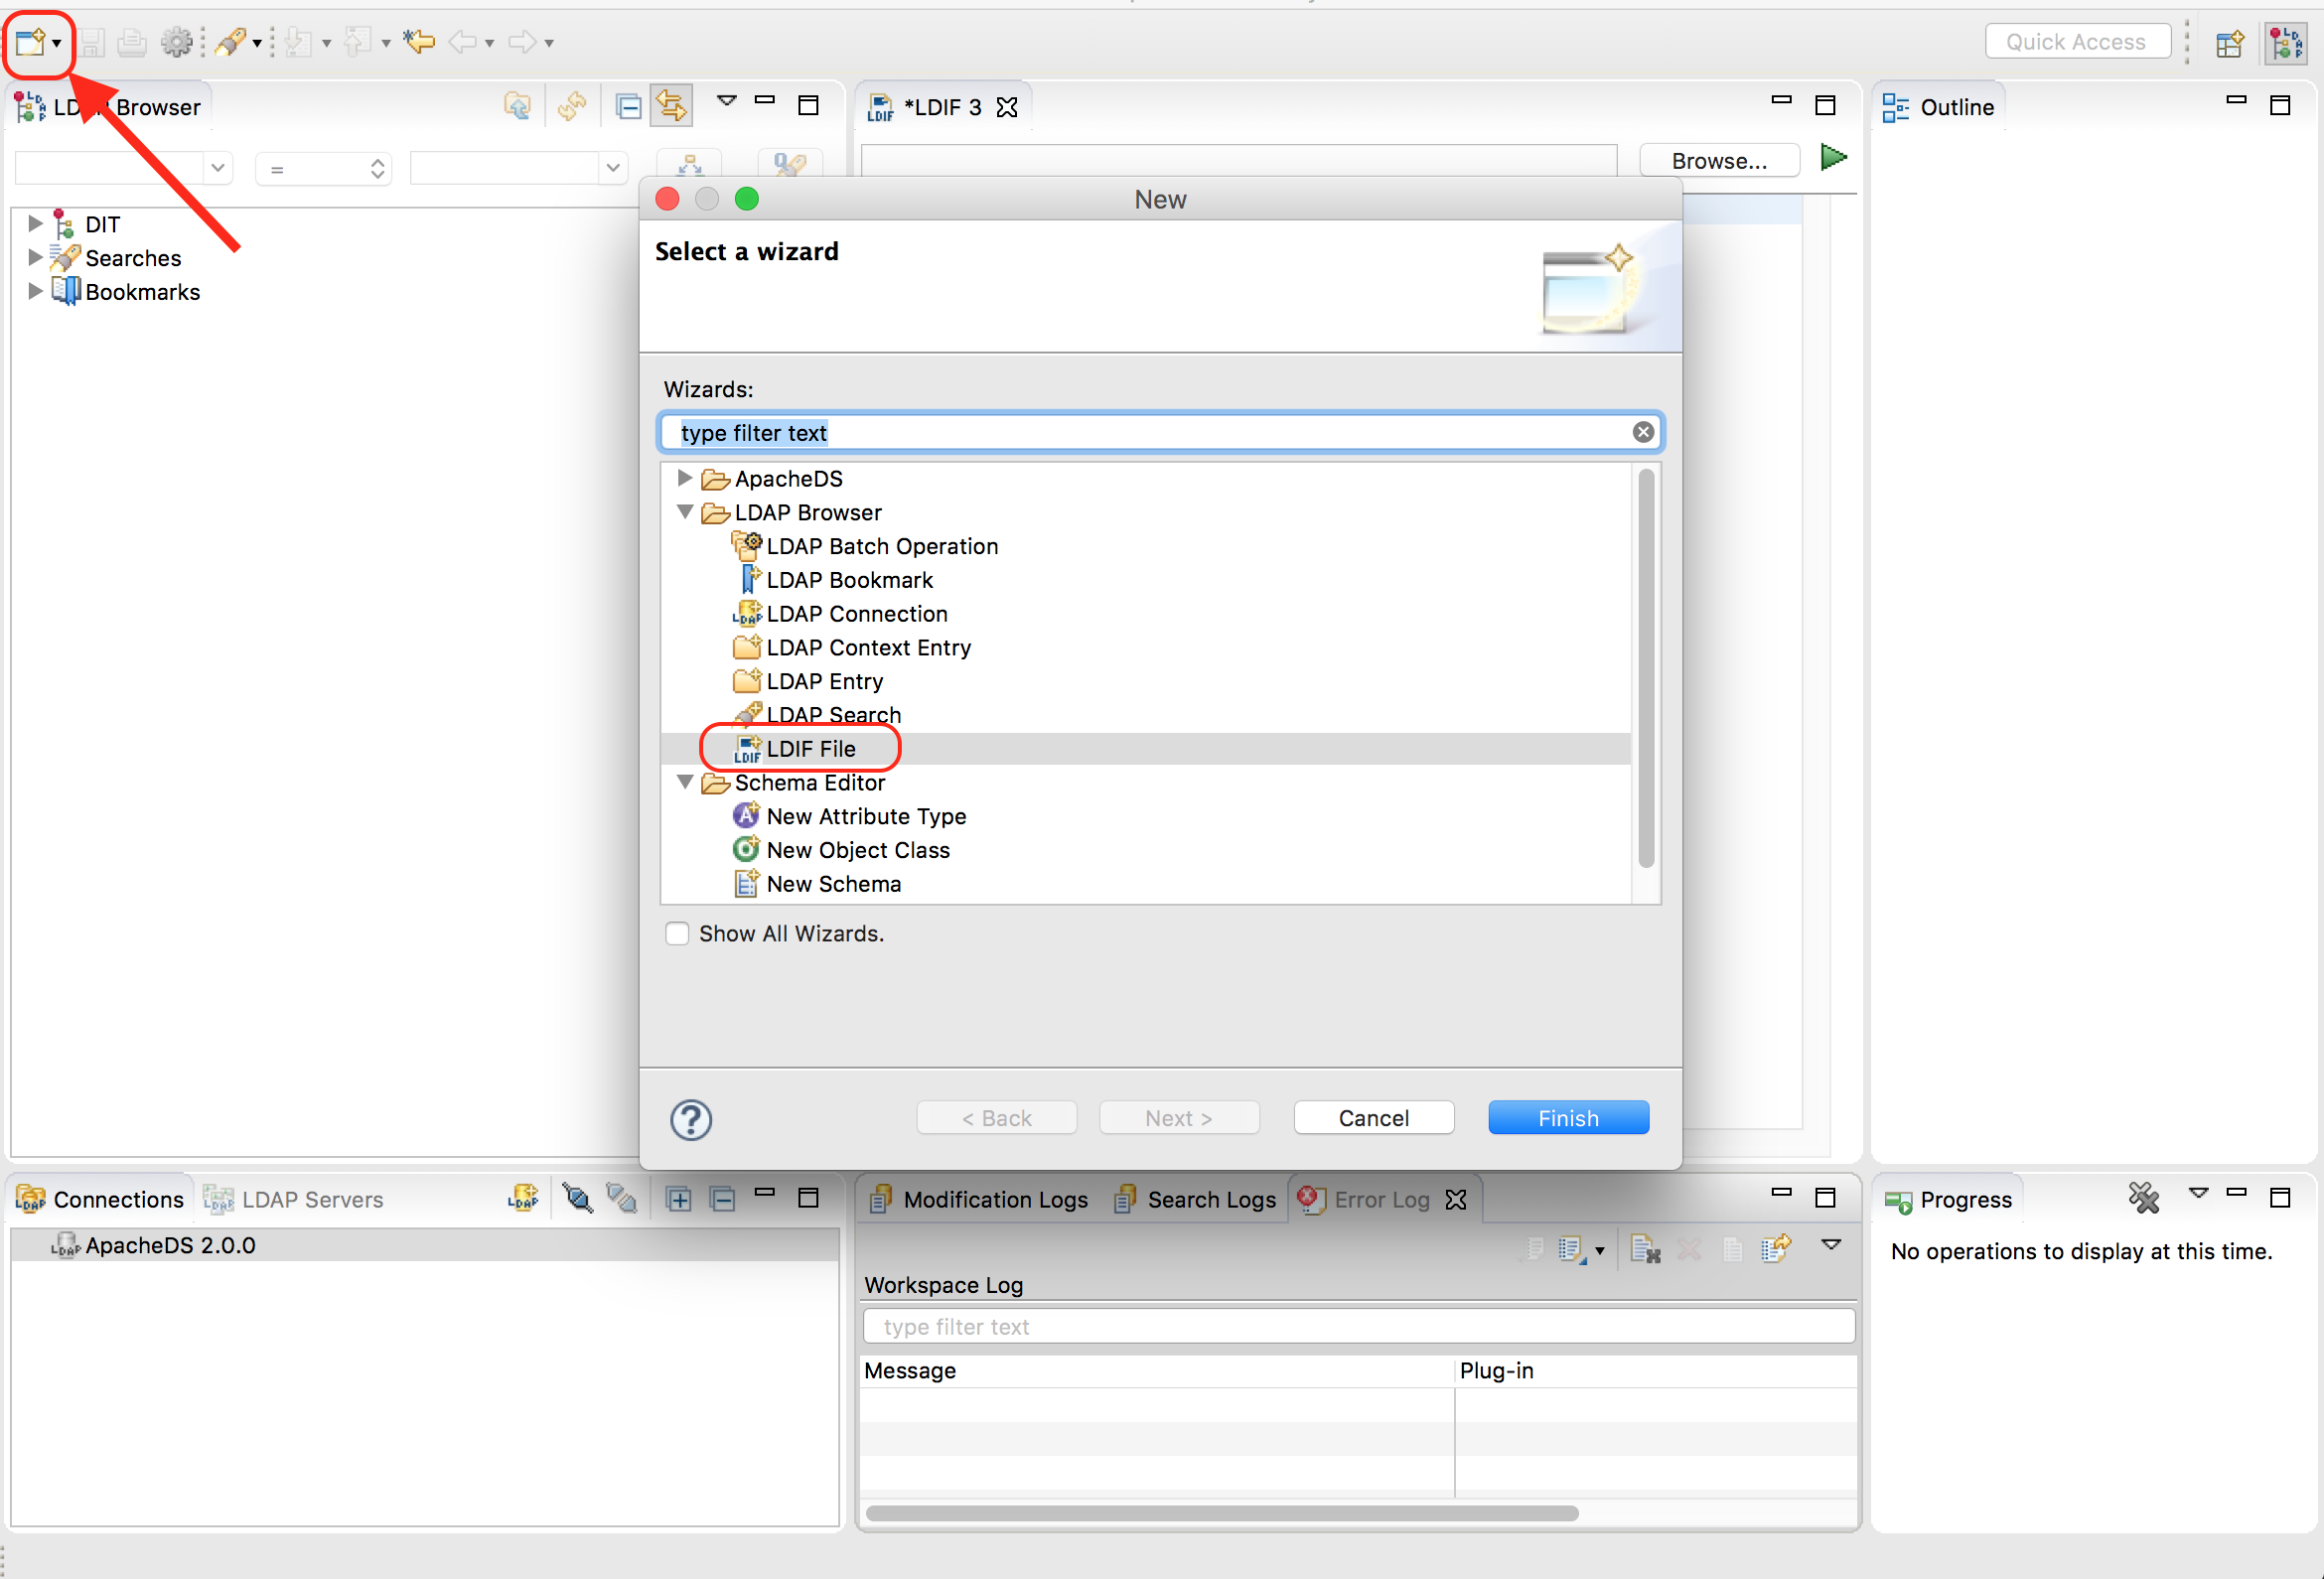 Quick Access
LDAP Browser
*LDIF 3
Outline
=
Browse...
DIT
Searches
Bookmarks
New
Select a wizard
Wizards:
type filter text
ApacheDS
LDAP Browser
LDAP Batch Operation
LDAP Bookmark
LDAP Connection
LDAP Context Entry
LDAP Entry
LDAP Search
LDIF File
Schema Editor
New Attribute Type
New Object Class
New Schema
Show All Wizards.
< Back
Next >
Cancel
Finish
Connections
LDAP Servers
Modification Logs
Search Logs
Error Log
Progress
ApacheDS 2.0.0
No operations to display at this time.
Workspace Log
type filter text
Message
Plug-in